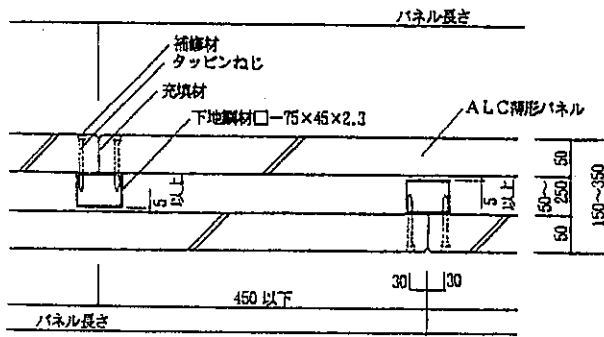 パネル長さ
補修材
タッピンねじ
充填材
下地鋼材□-75×45×2.3
ALC薄形パネル
5以上
5以上
50
50~250
50
150~350
30
30
450以下
パネル長さ